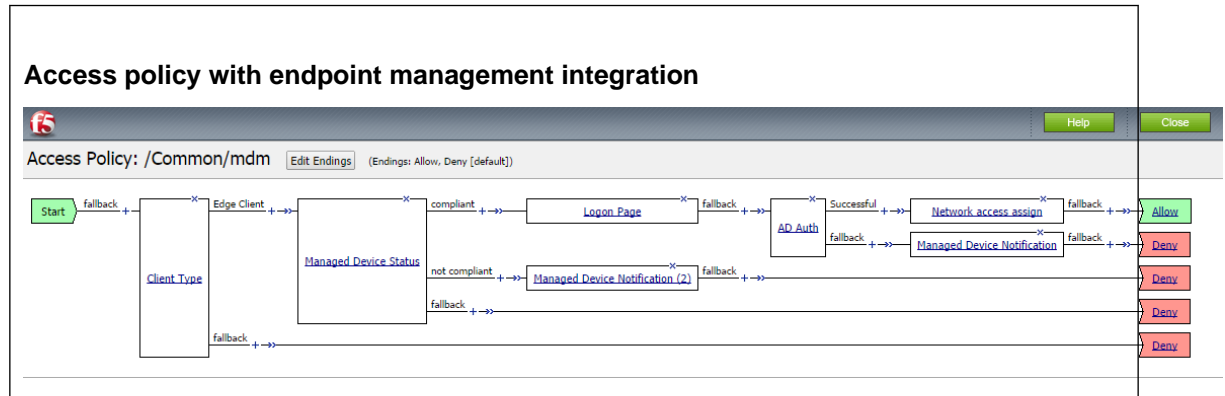 Access policy with endpoint management integration
f5
Help
Close
Access Policy: /Common/mdm
Edit Endings
(Endings: Allow, Deny [default])
Start
fallback
Client Type
Edge Client
Managed Device Status
compliant
Logon Page
fallback
AD Auth
Successful
Network access assign
fallback
Allow
fallback
Managed Device Notification
fallback
Deny
not compliant
Managed Device Notification (2)
fallback
Deny
fallback
Deny
fallback
Deny